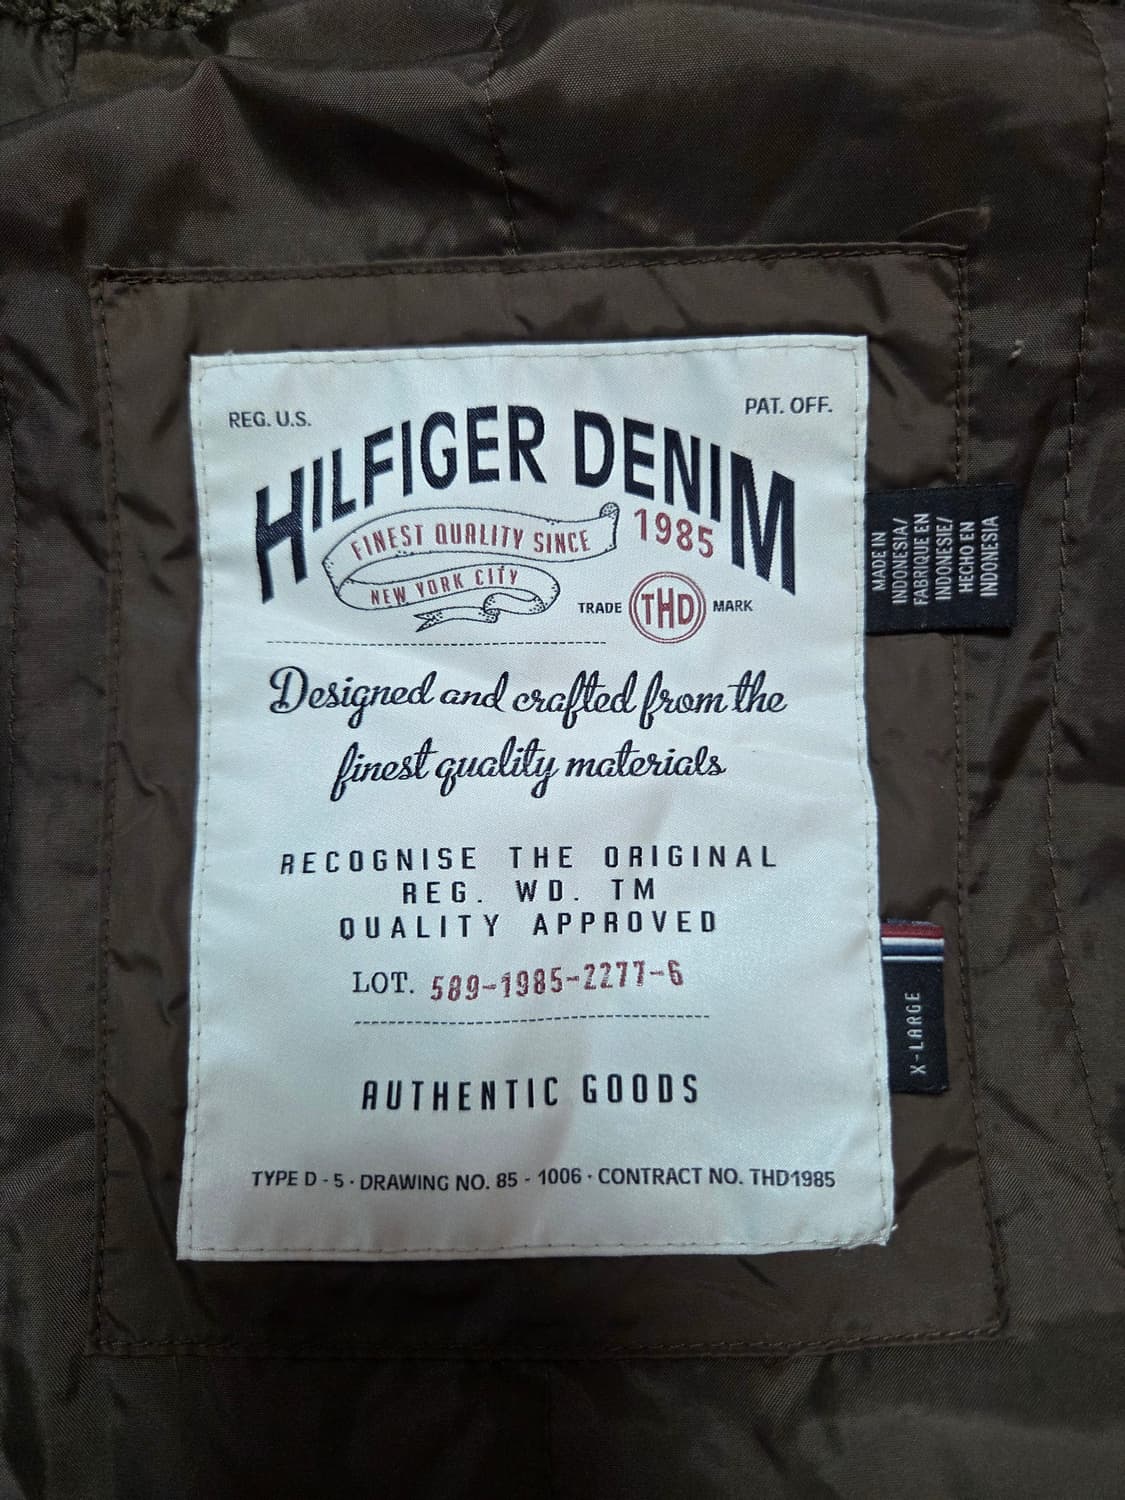 REG. U.S.
PAT. OFF.
HILFIGER DENIM
FINEST QUALITY SINCE
1985
NEW YORK CITY
TRADE THD MARK
Designed and crafted from the
finest quality materials
RECOGNISE THE ORIGINAL
REG. WD. TM
QUALITY APPROVED
LOT. 589-1985-2277-6
AUTHENTIC GOODS
TYPE D - 5 · DRAWING NO. 85 - 1006 · CONTRACT NO. THD1985
MADE IN
INDONESIA/
FABRIQUE EN
INDONESIE/
HECHO EN
INDONESIA
X-LARGE